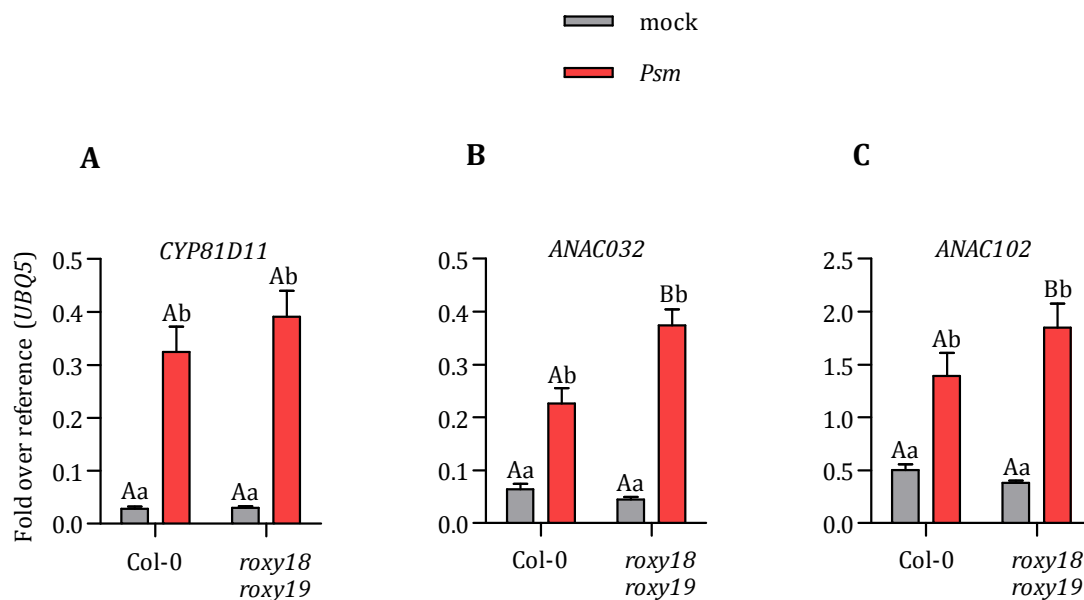 mock
Psm
A
B
C
CYP81D11
ANAC032
ANAC102
Fold over reference (UBQ5)
0.5
0.4
0.3
0.2
0.1
0.0
Aa
Ab
Aa
Ab
Col-0
roxy18
roxy19
0.5
0.4
0.3
0.2
0.1
0.0
Aa
Ab
Aa
Bb
Col-0
roxy18
roxy19
2.5
2.0
1.5
1.0
0.5
0.0
Aa
Ab
Aa
Bb
Col-0
roxy18
roxy19